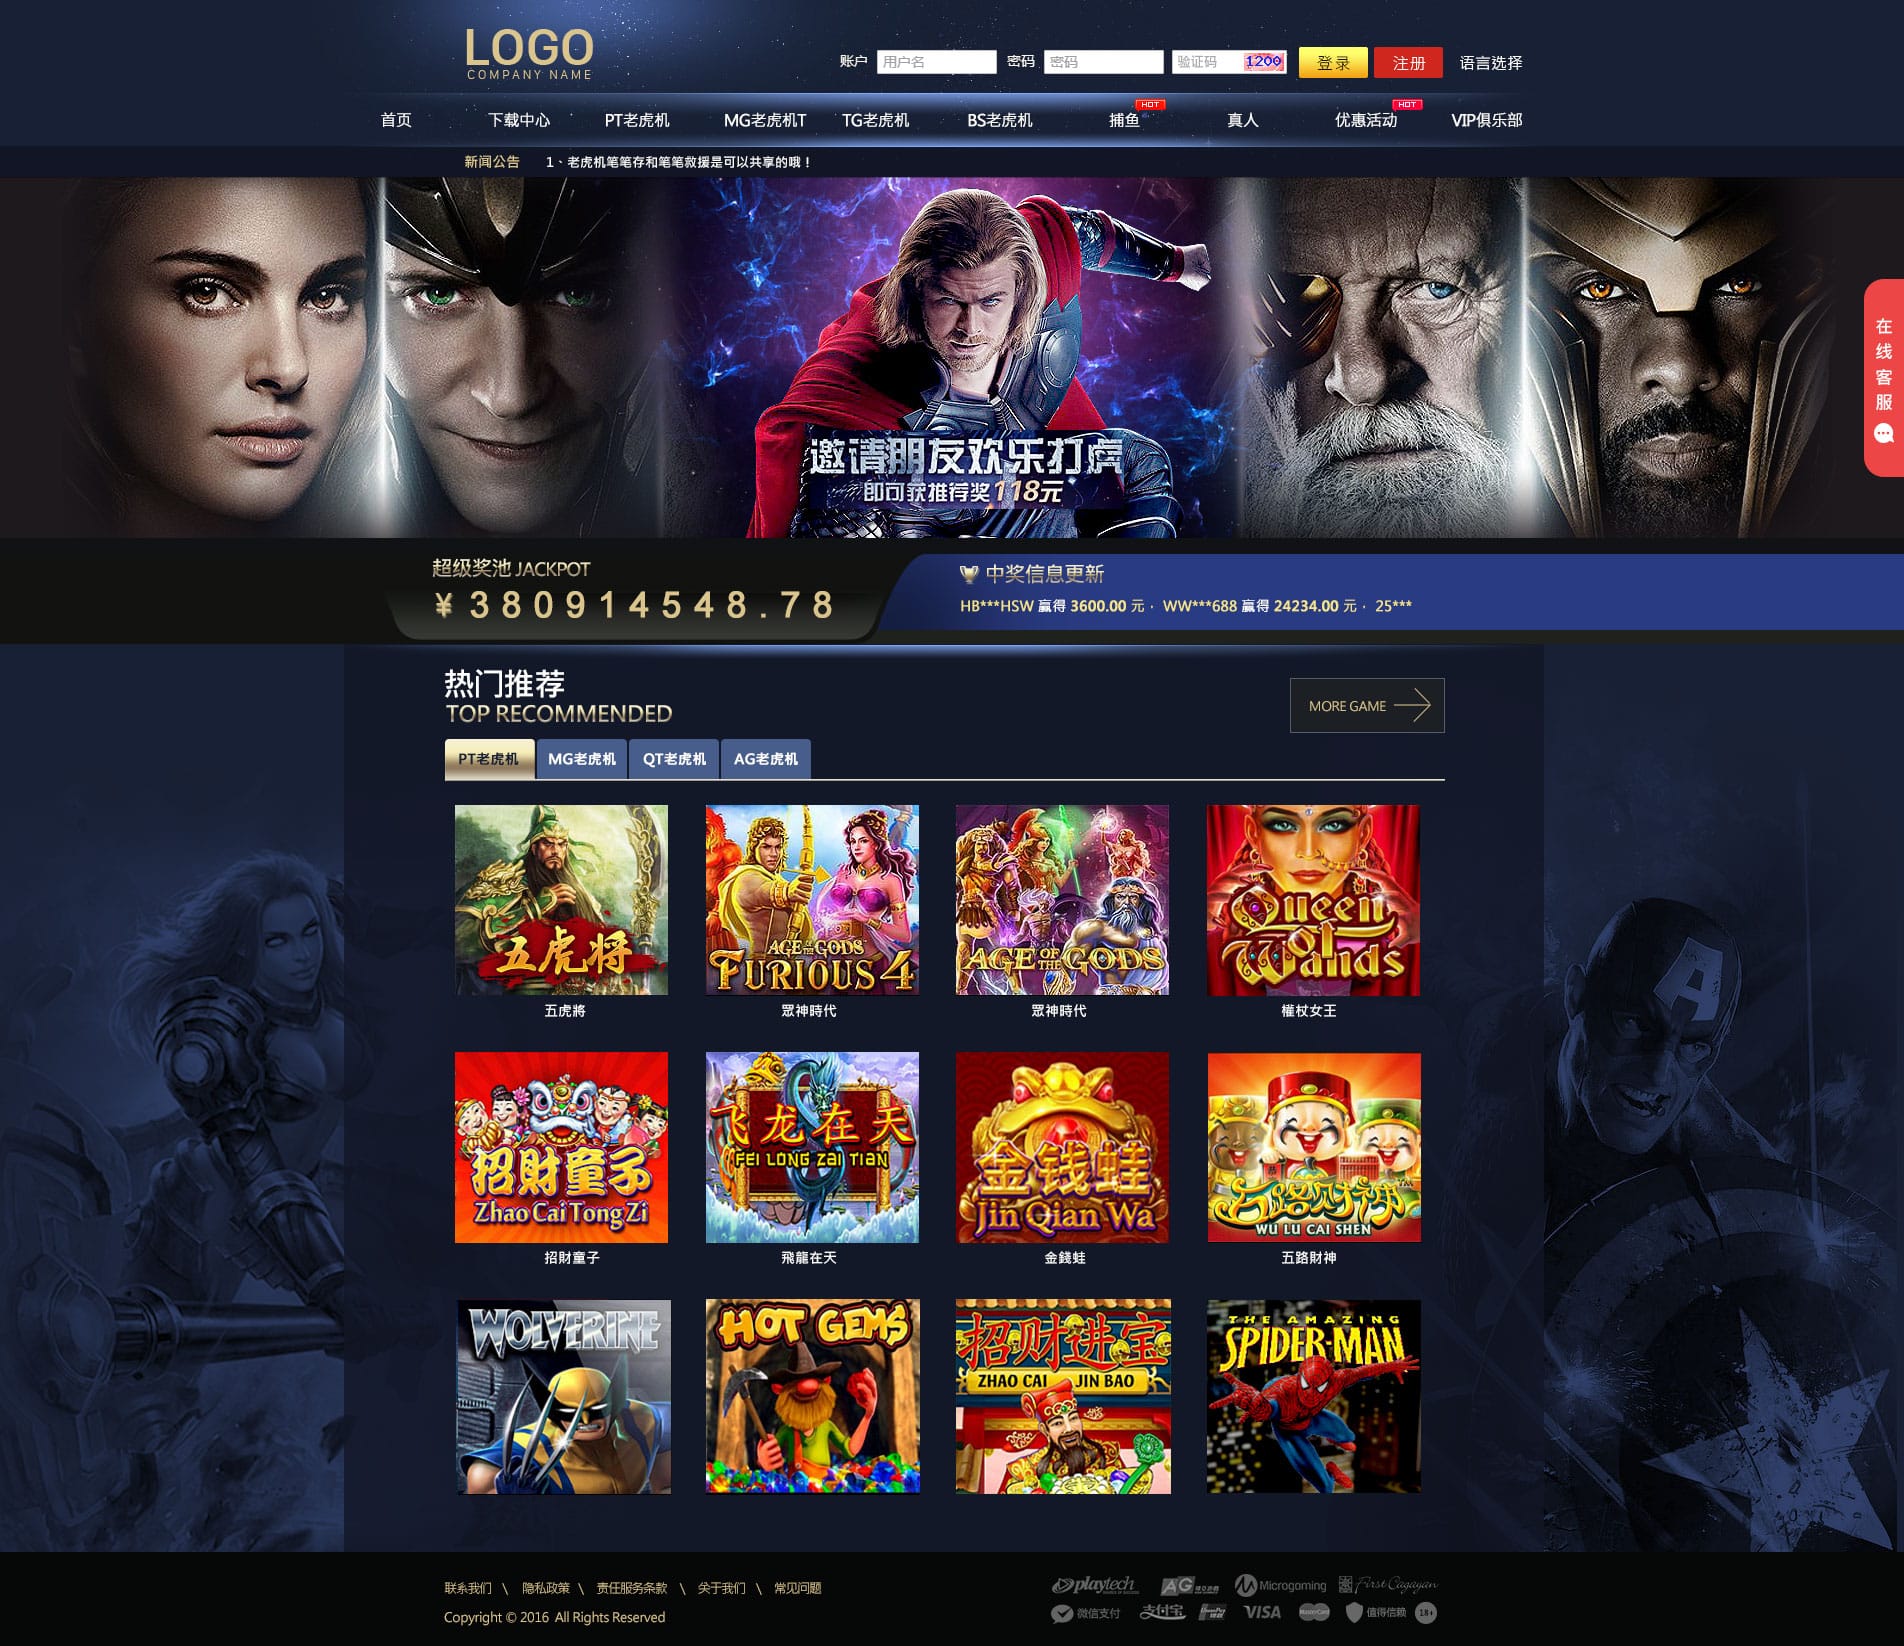 LOGO
COMPANY NAME
账户 用户名 密码 密码 验证码 1200 登录 注册 语言选择
首页 下载中心 PT老虎机 MG老虎机T TG老虎机 BS老虎机 捕鱼 HOT 真人 优惠活动 HOT VIP俱乐部
新闻公告 1、老虎机笔笔存和笔笔救援是可以共享的哦！
邀请朋友欢乐打虎
即可获推荐奖118元
在线客服
超级奖池 JACKPOT
¥ 380914548.78
中奖信息更新
HB***HSW 赢得 3600.00 元 · WW***688 赢得 24234.00 元 · 25***
热门推荐
TOP RECOMMENDED
MORE GAME
PT老虎机 MG老虎机 QT老虎机 AG老虎机
五虎将
AGE OF THE GODS
FURIOUS 4
AGE OF THE GODS
Queen of Wands
五虎將 眾神時代 眾神時代 權杖女王
招財童子
Zhao Cai Tong Zi
飞龙在天
FEI LONG ZAI TIAN
金钱蛙
Jin Qian Wa
五路财神
WU LU CAI SHEN
招財童子 飛龍在天 金錢蛙 五路財神
WOLVERINE
HOT GEMS
招财进宝
ZHAO CAI JIN BAO
THE AMAZING
SPIDER-MAN
联系我们 \ 隐私政策 \ 责任服务条款 \ 关于我们 \ 常见问题
Copyright © 2016 All Rights Reserved
playtech AG Microgaming First Cagayan
微信支付 支付宝 VISA MasterCard 值得信赖 18+